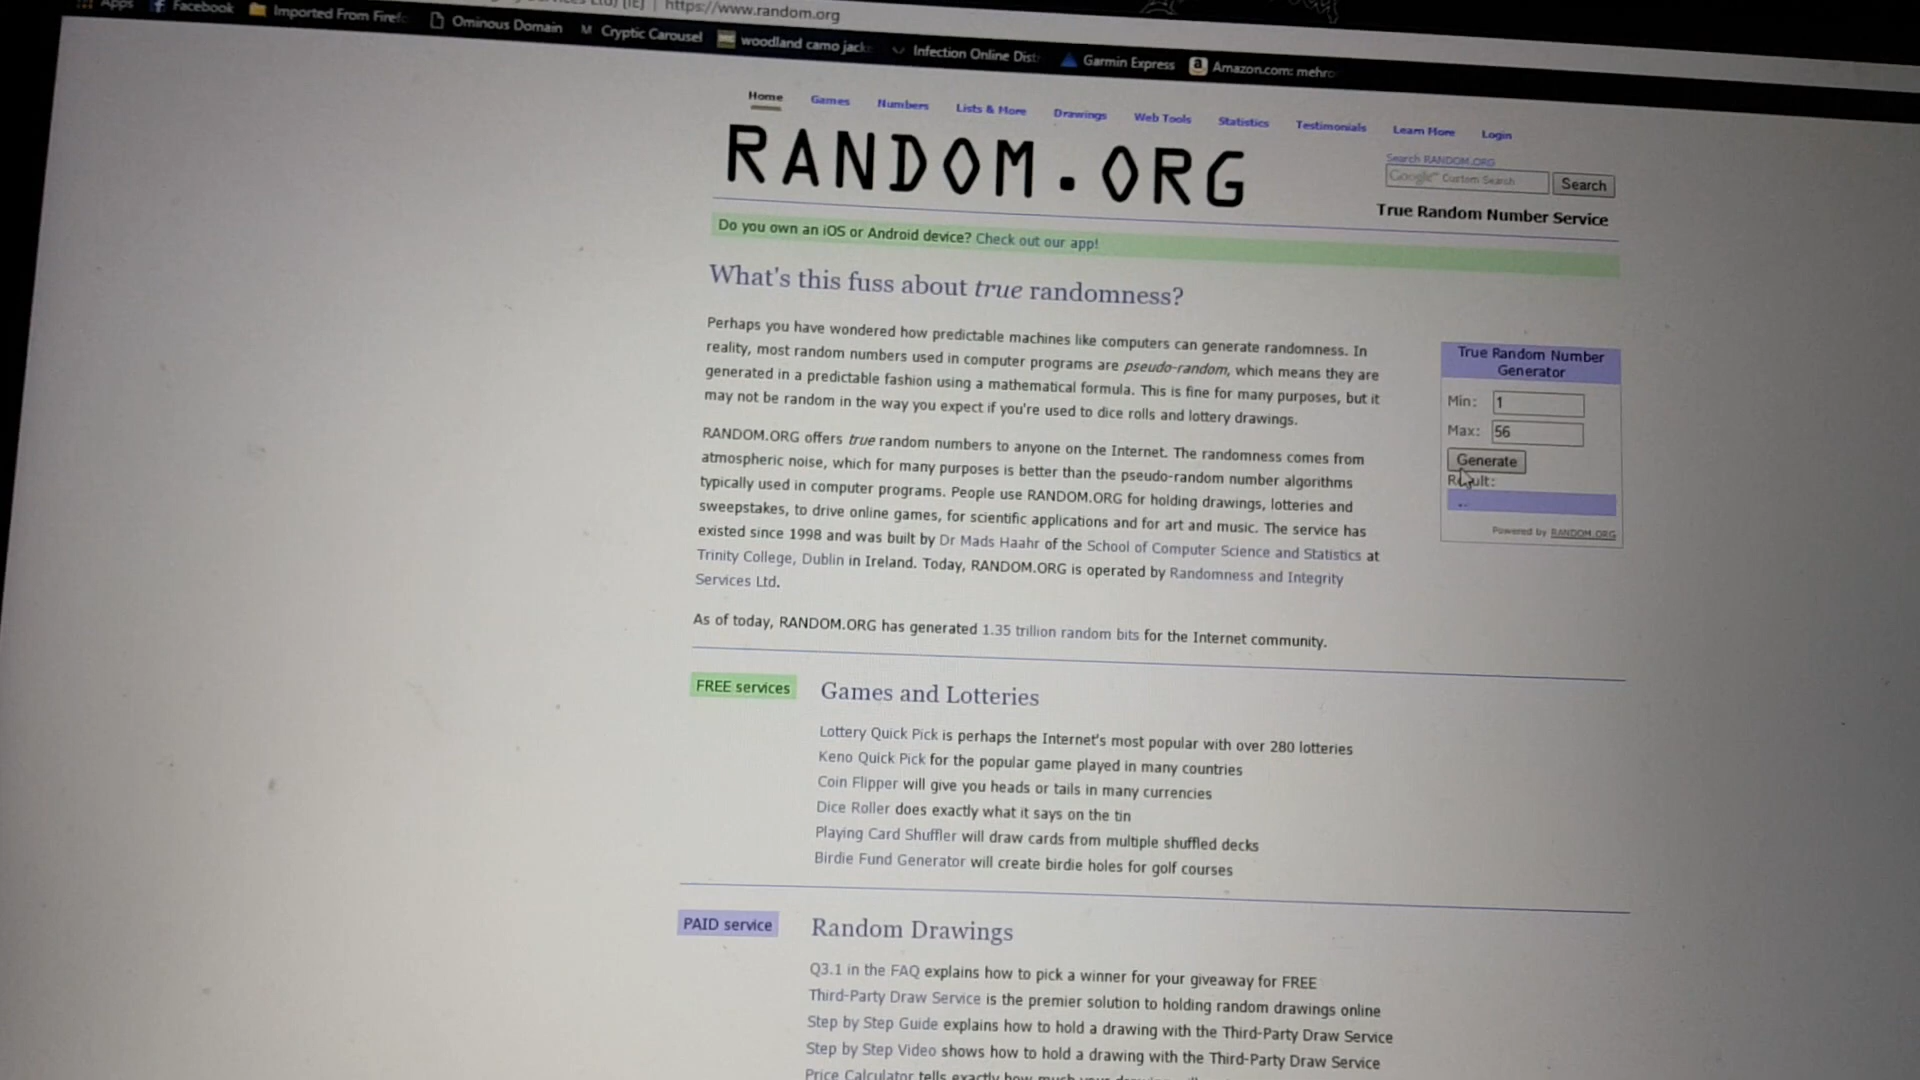 Apps Facebook Imported From Firef
Ominous Domain Cryptic Carousel woodland camo jack Infection Online Dist Garmin Express Amazon.com: mehro
[IE] https://www.random.org
Home Games Numbers Lists & More Drawings Web Tools Statistics Testimonials Learn More Login
RANDOM.ORG
Search RANDOM.ORG
Google Custom Search Search
True Random Number Service
Do you own an iOS or Android device? Check out our app!
What's this fuss about true randomness?
Perhaps you have wondered how predictable machines like computers can generate randomness. In
reality, most random numbers used in computer programs are pseudo-random, which means they are
generated in a predictable fashion using a mathematical formula. This is fine for many purposes, but it
may not be random in the way you expect if you're used to dice rolls and lottery drawings.
RANDOM.ORG offers true random numbers to anyone on the Internet. The randomness comes from
atmospheric noise, which for many purposes is better than the pseudo-random number algorithms
typically used in computer programs. People use RANDOM.ORG for holding drawings, lotteries and
sweepstakes, to drive online games, for scientific applications and for art and music. The service has
existed since 1998 and was built by Dr Mads Haahr of the School of Computer Science and Statistics at
Trinity College, Dublin in Ireland. Today, RANDOM.ORG is operated by Randomness and Integrity
Services Ltd.
As of today, RANDOM.ORG has generated 1.35 trillion random bits for the Internet community.
True Random Number
Generator
Min: 1
Max: 56
Generate
Result:
Powered by RANDOM.ORG
FREE services
Games and Lotteries
Lottery Quick Pick is perhaps the Internet's most popular with over 280 lotteries
Keno Quick Pick for the popular game played in many countries
Coin Flipper will give you heads or tails in many currencies
Dice Roller does exactly what it says on the tin
Playing Card Shuffler will draw cards from multiple shuffled decks
Birdie Fund Generator will create birdie holes for golf courses
PAID service
Random Drawings
Q3.1 in the FAQ explains how to pick a winner for your giveaway for FREE
Third-Party Draw Service is the premier solution to holding random drawings online
Step by Step Guide explains how to hold a drawing with the Third-Party Draw Service
Step by Step Video shows how to hold a drawing with the Third-Party Draw Service
Price Calculator tells exactly how much